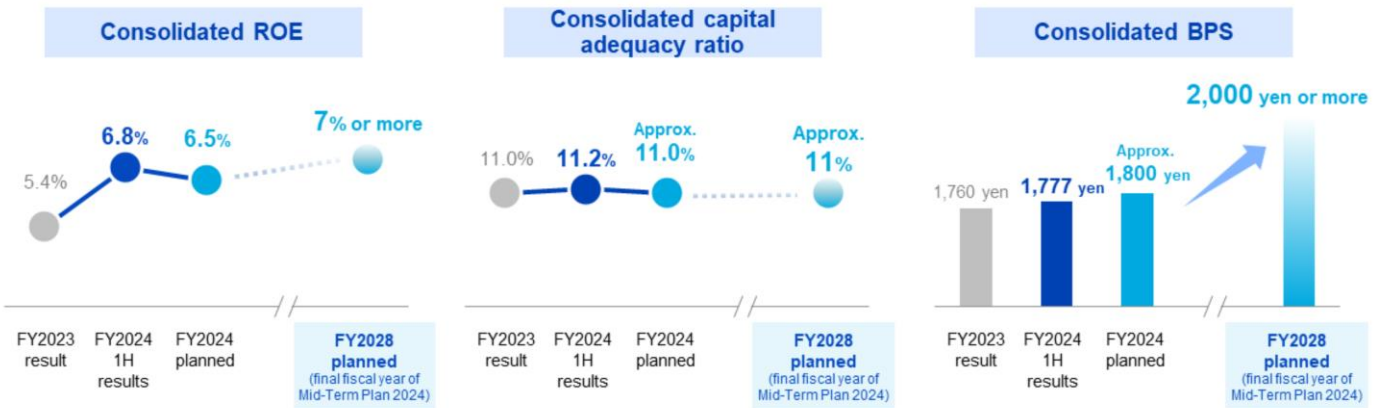 Consolidated ROE
5.4%
6.8%
6.5%
7% or more
FY2023
result
FY2024
1H
results
FY2024
planned
FY2028
planned
(final fiscal year of
Mid-Term Plan 2024)
Consolidated capital
adequacy ratio
11.0%
11.2%
Approx.
11.0%
Approx.
11%
FY2023
result
FY2024
1H
results
FY2024
planned
FY2028
planned
(final fiscal year of
Mid-Term Plan 2024)
Consolidated BPS
1,760 yen
1,777 yen
Approx.
1,800 yen
2,000 yen or more
FY2023
result
FY2024
1H
results
FY2024
planned
FY2028
planned
(final fiscal year of
Mid-Term Plan 2024)